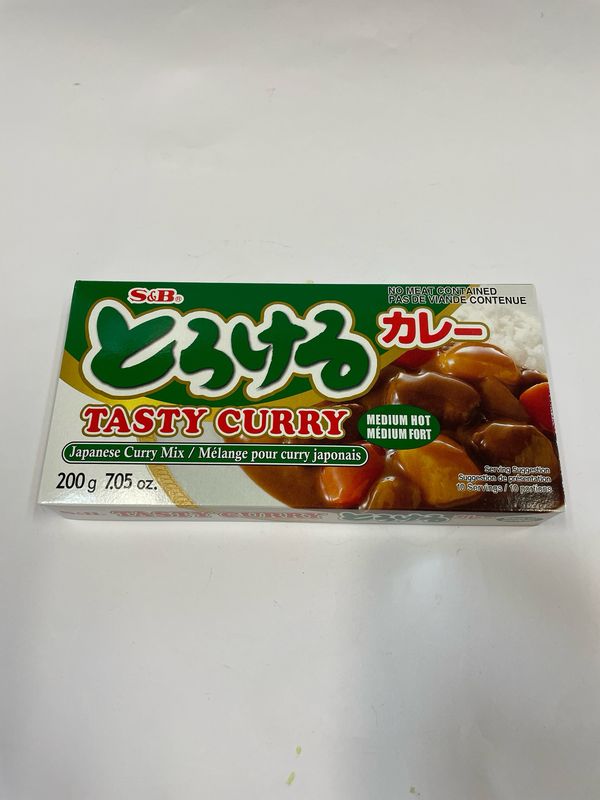 S&B®
NO MEAT CONTAINED
PAS DE VIANDE CONTENUE
とろける
カレー
TASTY CURRY
MEDIUM HOT
MÉDIUM FORT
Japanese Curry Mix / Mélange pour curry japonais
200 g 7.05 oz.
Serving Suggestion
Suggestion de présentation
10 Servings / 10 portions
S&B TASTY CURRY とろける